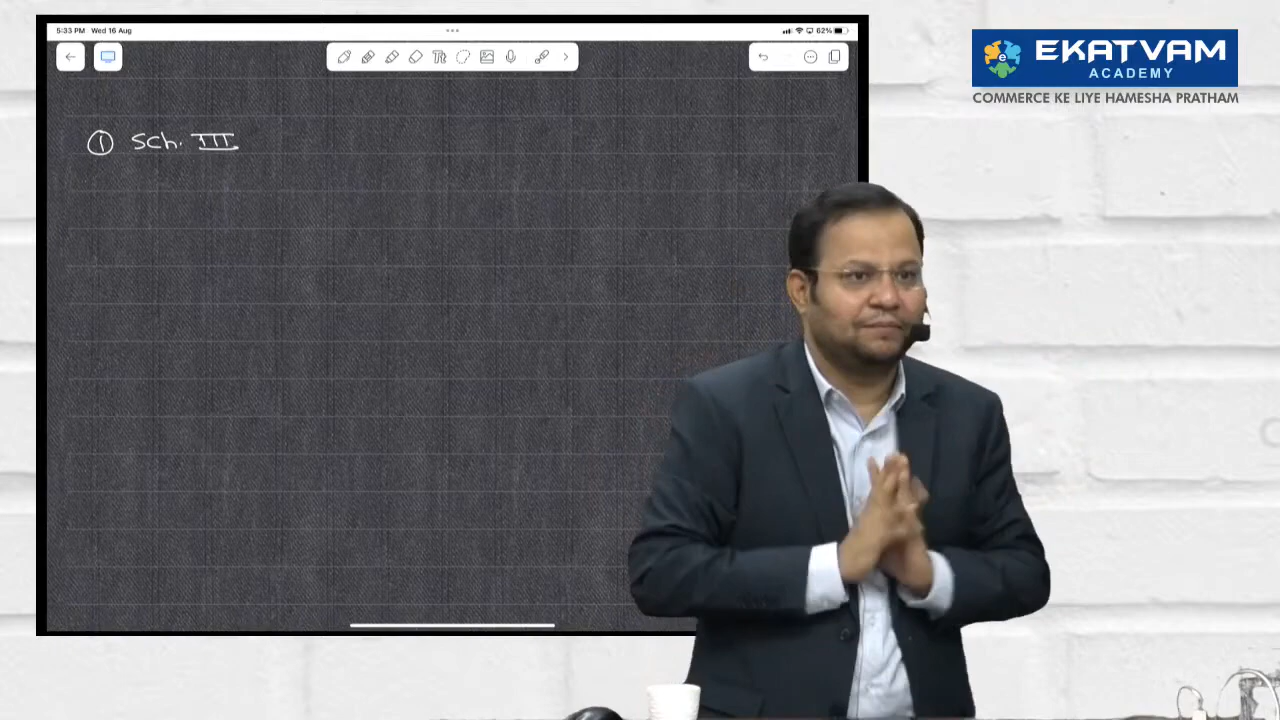 5:33 PM Wed 16 Aug
62%
① Sch. III
EKATVAM
ACADEMY
COMMERCE KE LIYE HAMESHA PRATHAM